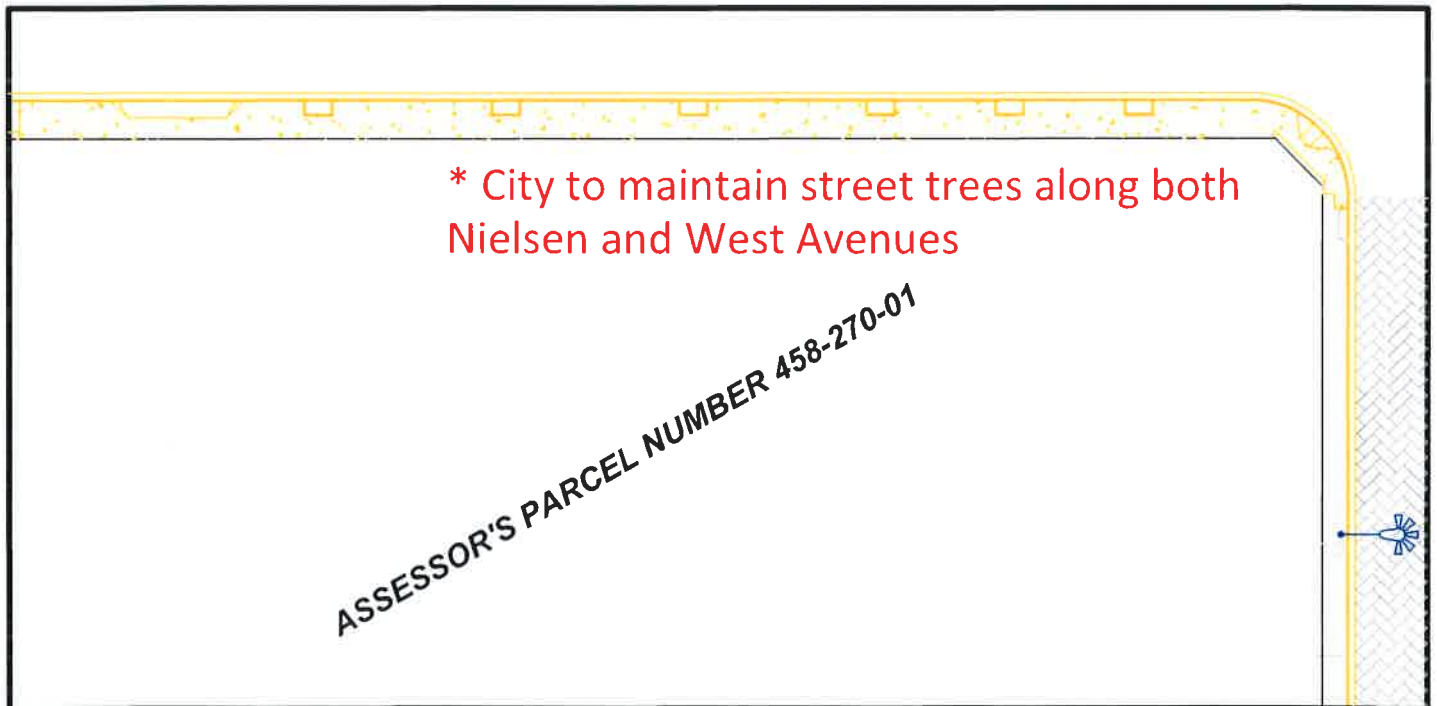 * City to maintain street trees along both
Nielsen and West Avenues
ASSESSOR'S PARCEL NUMBER 458-270-01